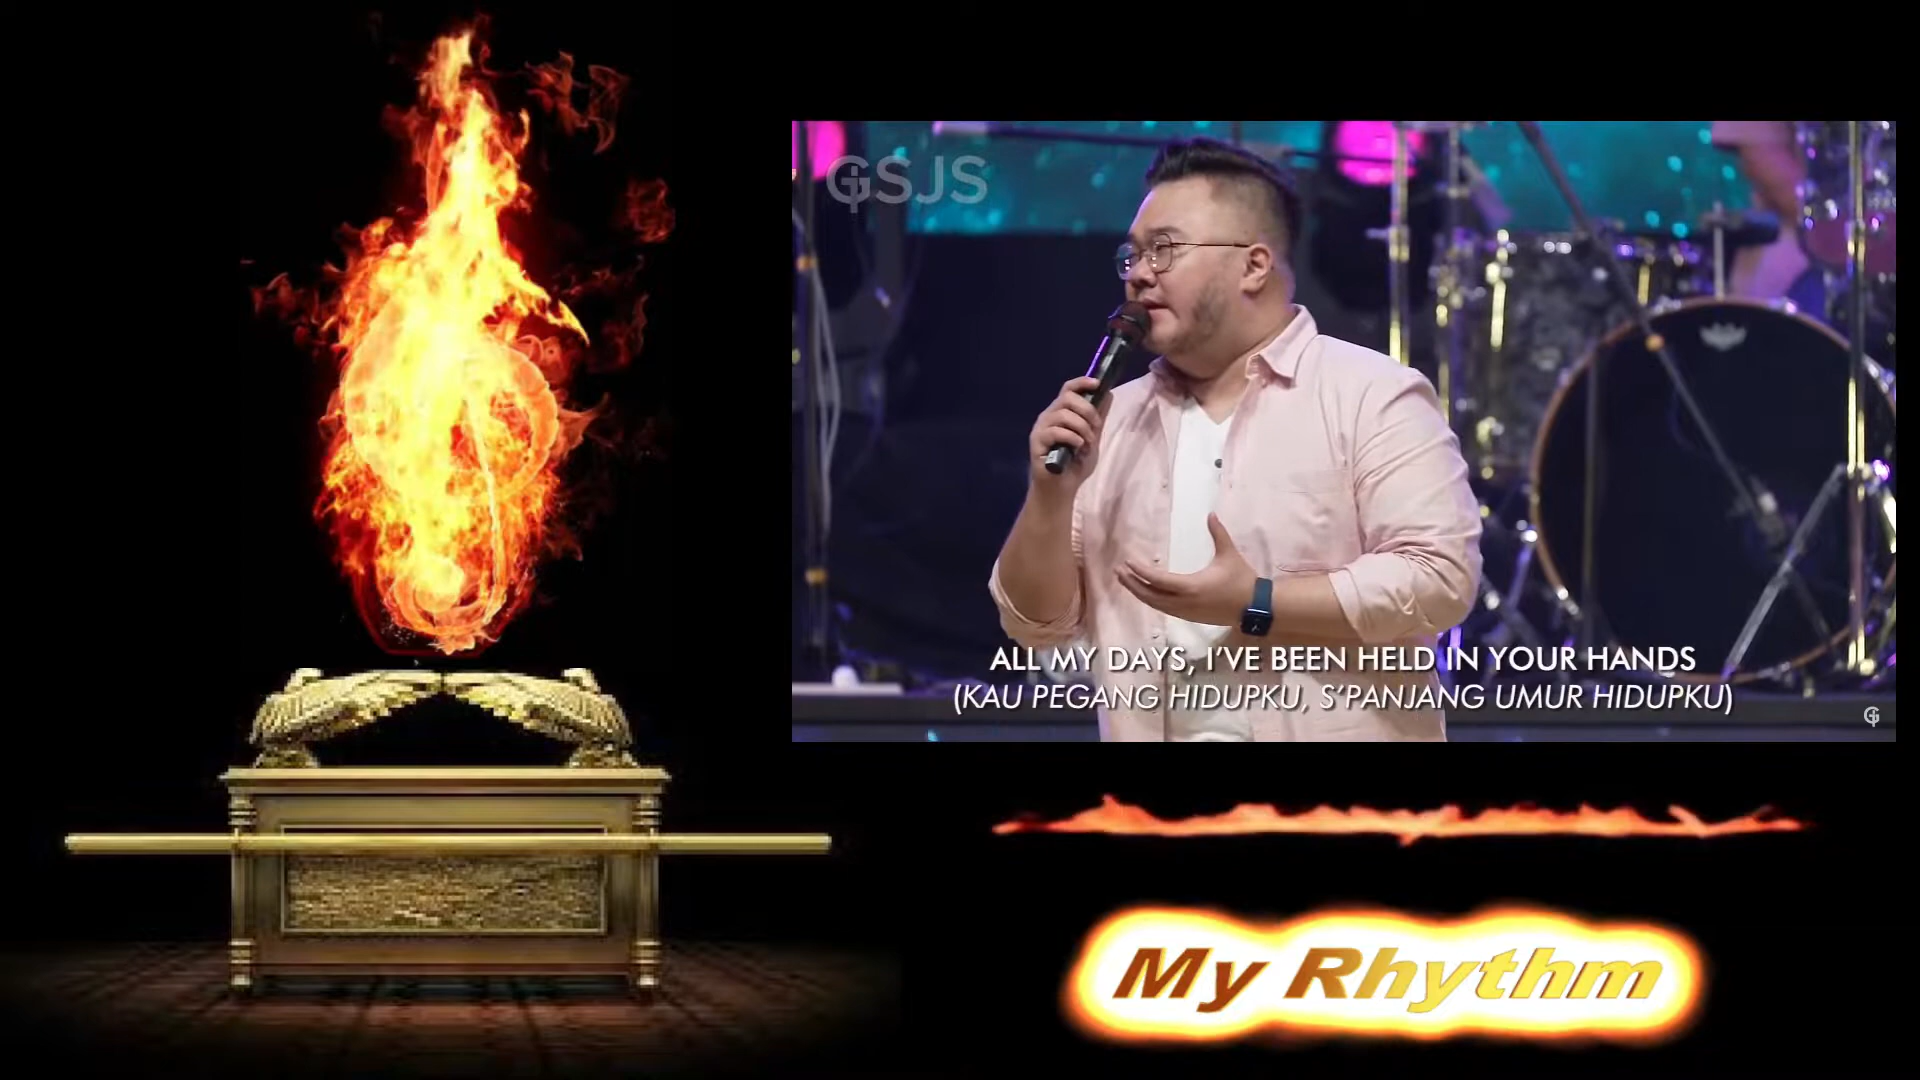 GSJS
ALL MY DAYS, I'VE BEEN HELD IN YOUR HANDS
(KAU PEGANG HIDUPKU, S'PANJANG UMUR HIDUPKU)
My Rhythm